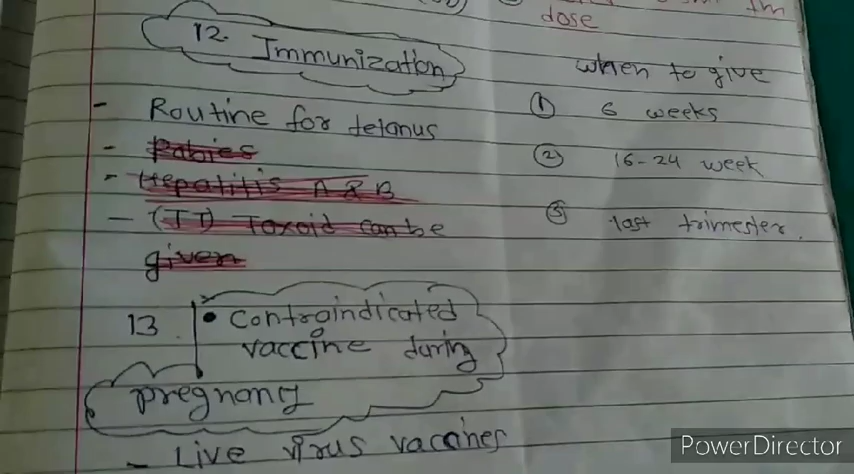 dose
12. Immunization
- Routine for tetanus
- Rabies
- Hepatitis A & B
- (TT) Toxoid can be
given
when to give
① 6 weeks
② 16-24 week
③ last trimester.
13 • Contraindicated
vaccine during
pregnancy
- Live virus vaccines
PowerDirector